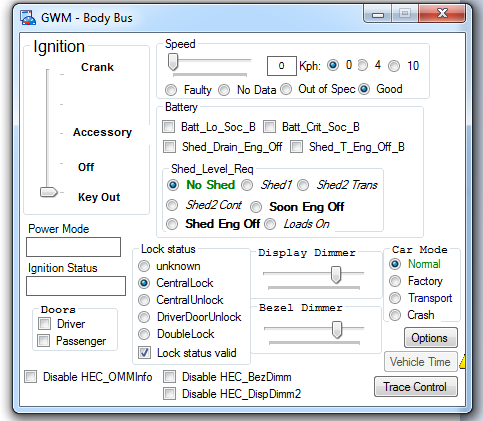 GWM - Body Bus
Ignition
Crank
Accessory
Off
Key Out
Speed
0 Kph: 0 4 10
Faulty No Data Out of Spec Good
Battery
Batt_Lo_Soc_B Batt_Crit_Soc_B
Shed_Drain_Eng_Off Shed_T_Eng_Off_B
Shed_Level_Req
No Shed Shed1 Shed2 Trans
Shed2 Cont Soon Eng Off
Shed Eng Off Loads On
Power Mode
Ignition Status
Doors
Driver
Passenger
Lock status
unknown
CentralLock
CentralUnlock
DriverDoorUnlock
DoubleLock
Lock status valid
Display Dimmer
Bezel Dimmer
Car Mode
Normal
Factory
Transport
Crash
Options
Vehicle Time
Trace Control
Disable HEC_OMMInfo
Disable HEC_BezDimm
Disable HEC_DispDimm2